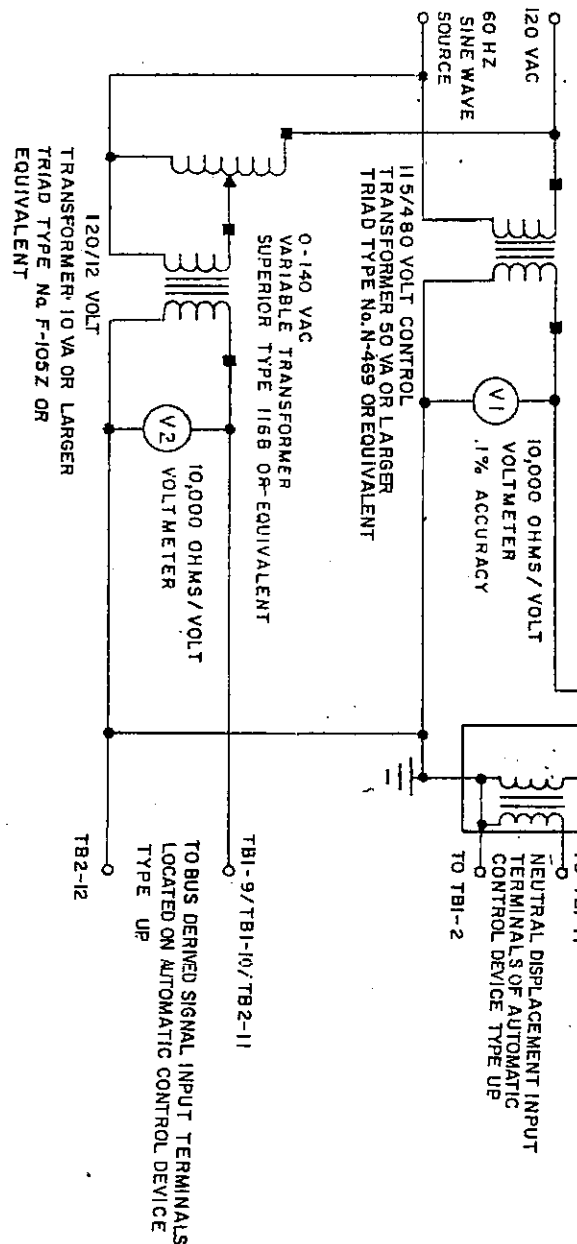 120 VAC
60 HZ
SINE WAVE
SOURCE
115/480 VOLT CONTROL
TRANSFORMER 50 VA OR LARGER
TRIAD TYPE No. N-469 OR EQUIVALENT
V1
10,000 OHMS/VOLT
VOLTMETER
.1% ACCURACY
NEUTRAL DISPLACEMENT INPUT
TERMINALS OF AUTOMATIC
CONTROL DEVICE TYPE UP
TO TB1-2
0-140 VAC
VARIABLE TRANSFORMER
SUPERIOR TYPE 116B OR EQUIVALENT
V2
10,000 OHMS/VOLT
VOLTMETER
120/12 VOLT
TRANSFORMER 10 VA OR LARGER
TRIAD TYPE No. F-105Z OR
EQUIVALENT
TB1-9/TB1-10/TB2-11
TO BUS DERIVED SIGNAL INPUT TERMINALS
LOCATED ON AUTOMATIC CONTROL DEVICE
TYPE UP
TB2-12